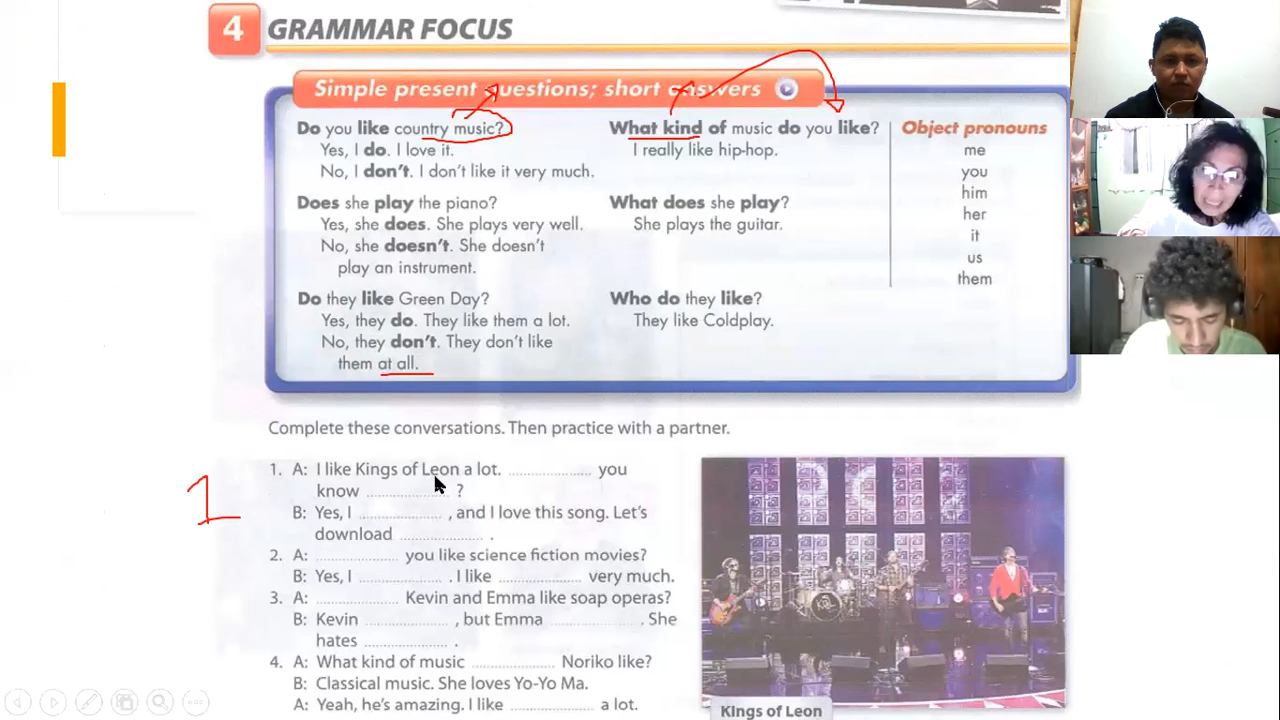 4 GRAMMAR FOCUS
Simple present questions; short answers
Do you like country music?
Yes, I do. I love it.
No, I don't. I don't like it very much.
Does she play the piano?
Yes, she does. She plays very well.
No, she doesn't. She doesn't
play an instrument.
Do they like Green Day?
Yes, they do. They like them a lot.
No, they don't. They don't like
them at all.
What kind of music do you like?
I really like hip-hop.
What does she play?
She plays the guitar.
Who do they like?
They like Coldplay.
Object pronouns
me
you
him
her
it
us
them
Complete these conversations. Then practice with a partner.
1
1. A: I like Kings of Leon a lot. ................ you
know ................ ?
B: Yes, I ................ , and I love this song. Let's
download ................ .
2. A: ................ you like science fiction movies?
B: Yes, I ................ . I like ................ very much.
3. A: ................ Kevin and Emma like soap operas?
B: Kevin ................ , but Emma ................ . She
hates ................ .
4. A: What kind of music ................ Noriko like?
B: Classical music. She loves Yo-Yo Ma.
A: Yeah, he's amazing. I like ................ a lot.
Kings of Leon